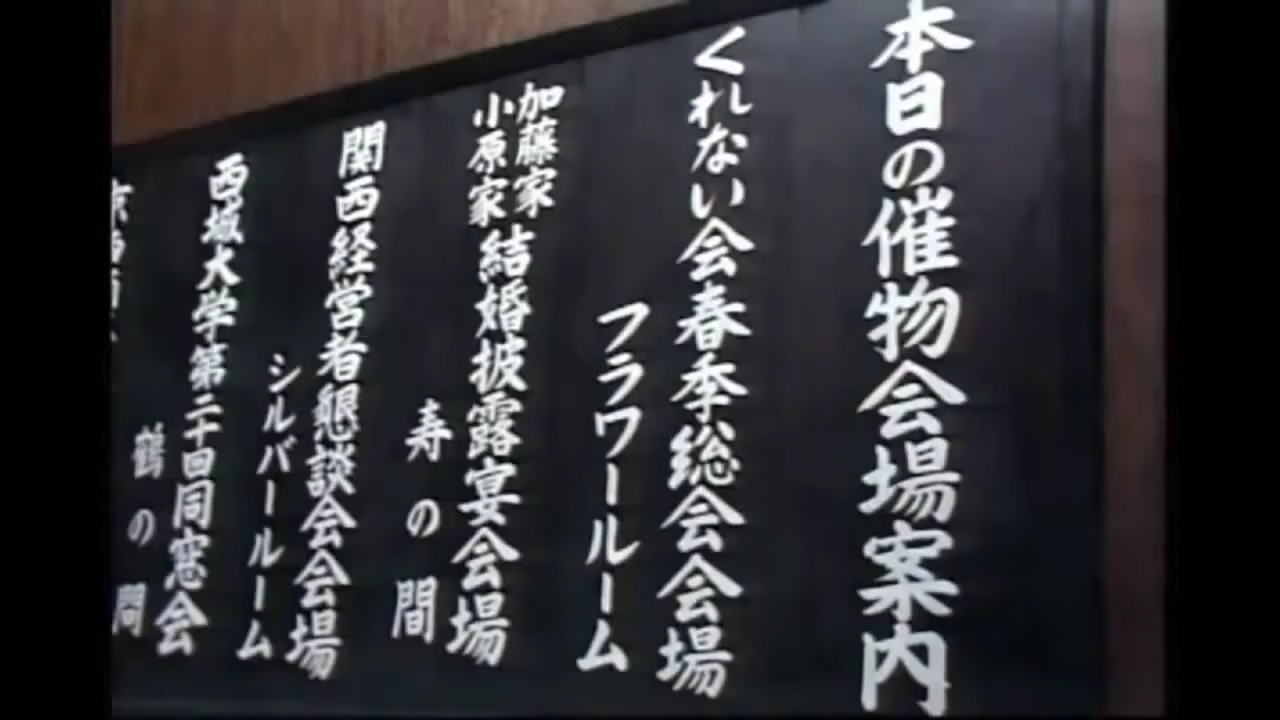 本日の催物会場案内
くれない会春季総会会場
フラワールーム
加藤家
小原家
結婚披露宴会場
寿の間
関西経営者懇談会会場
シルバールーム
西城大学第二十回同窓会
鶴の間